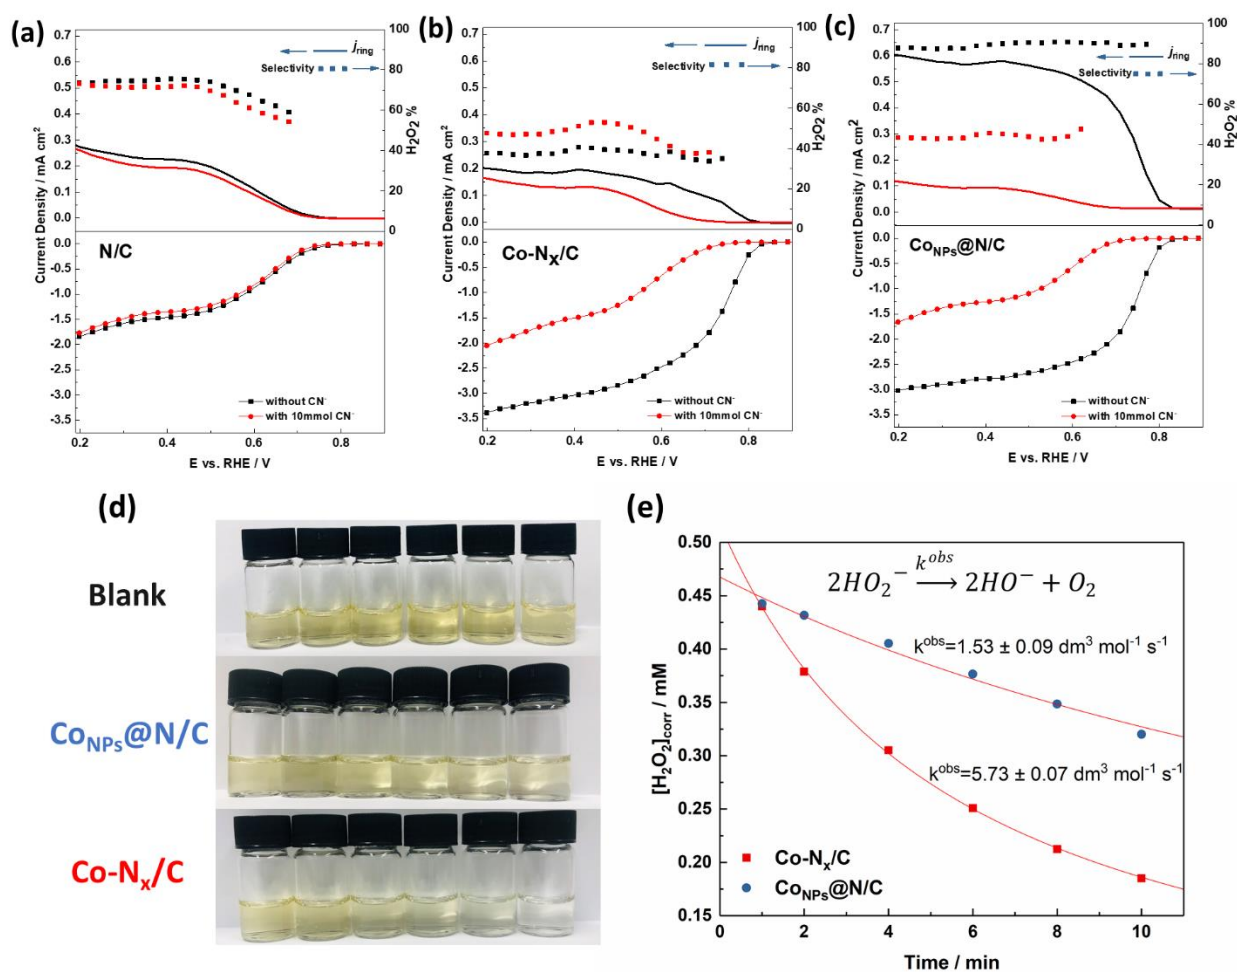 (a)
j_ring
Selectivity
N/C
without CN⁻
with 10mmol CN⁻
0.6
0.5
0.4
0.3
0.2
0.1
0.0
0.0
-0.5
-1.0
-1.5
-2.0
-2.5
-3.0
-3.5
100
80
60
40
20
0
Current Density / mA cm²
H₂O₂ %
0.2 0.4 0.6 0.8
E vs. RHE / V
(b)
j_ring
Selectivity
Co-Nₓ/C
without CN⁻
with 10mmol CN⁻
0.6
0.5
0.4
0.3
0.2
0.1
0.0
0.0
-0.5
-1.0
-1.5
-2.0
-2.5
-3.0
-3.5
100
80
60
40
20
0
Current Density / mA cm²
H₂O₂ %
0.2 0.4 0.6 0.8
E vs. RHE / V
(c)
j_ring
Selectivity
Co_NPs@N/C
without CN⁻
with 10mmol CN⁻
0.7
0.6
0.5
0.4
0.3
0.2
0.1
0.0
0.0
-0.5
-1.0
-1.5
-2.0
-2.5
-3.0
-3.5
100
80
60
40
20
0
Current Density / mA cm²
H₂O₂ %
0.2 0.4 0.6 0.8
E vs. RHE / V
(d)
Blank
Co_NPs@N/C
Co-Nₓ/C
(e)
2HO₂⁻ —k^obs→ 2HO⁻ + O₂
k^obs=1.53 ± 0.09 dm³ mol⁻¹ s⁻¹
k^obs=5.73 ± 0.07 dm³ mol⁻¹ s⁻¹
Co-Nₓ/C
Co_NPs@N/C
0.50
0.45
0.40
0.35
0.30
0.25
0.20
0.15
[H₂O₂]_corr / mM
0 2 4 6 8 10
Time / min